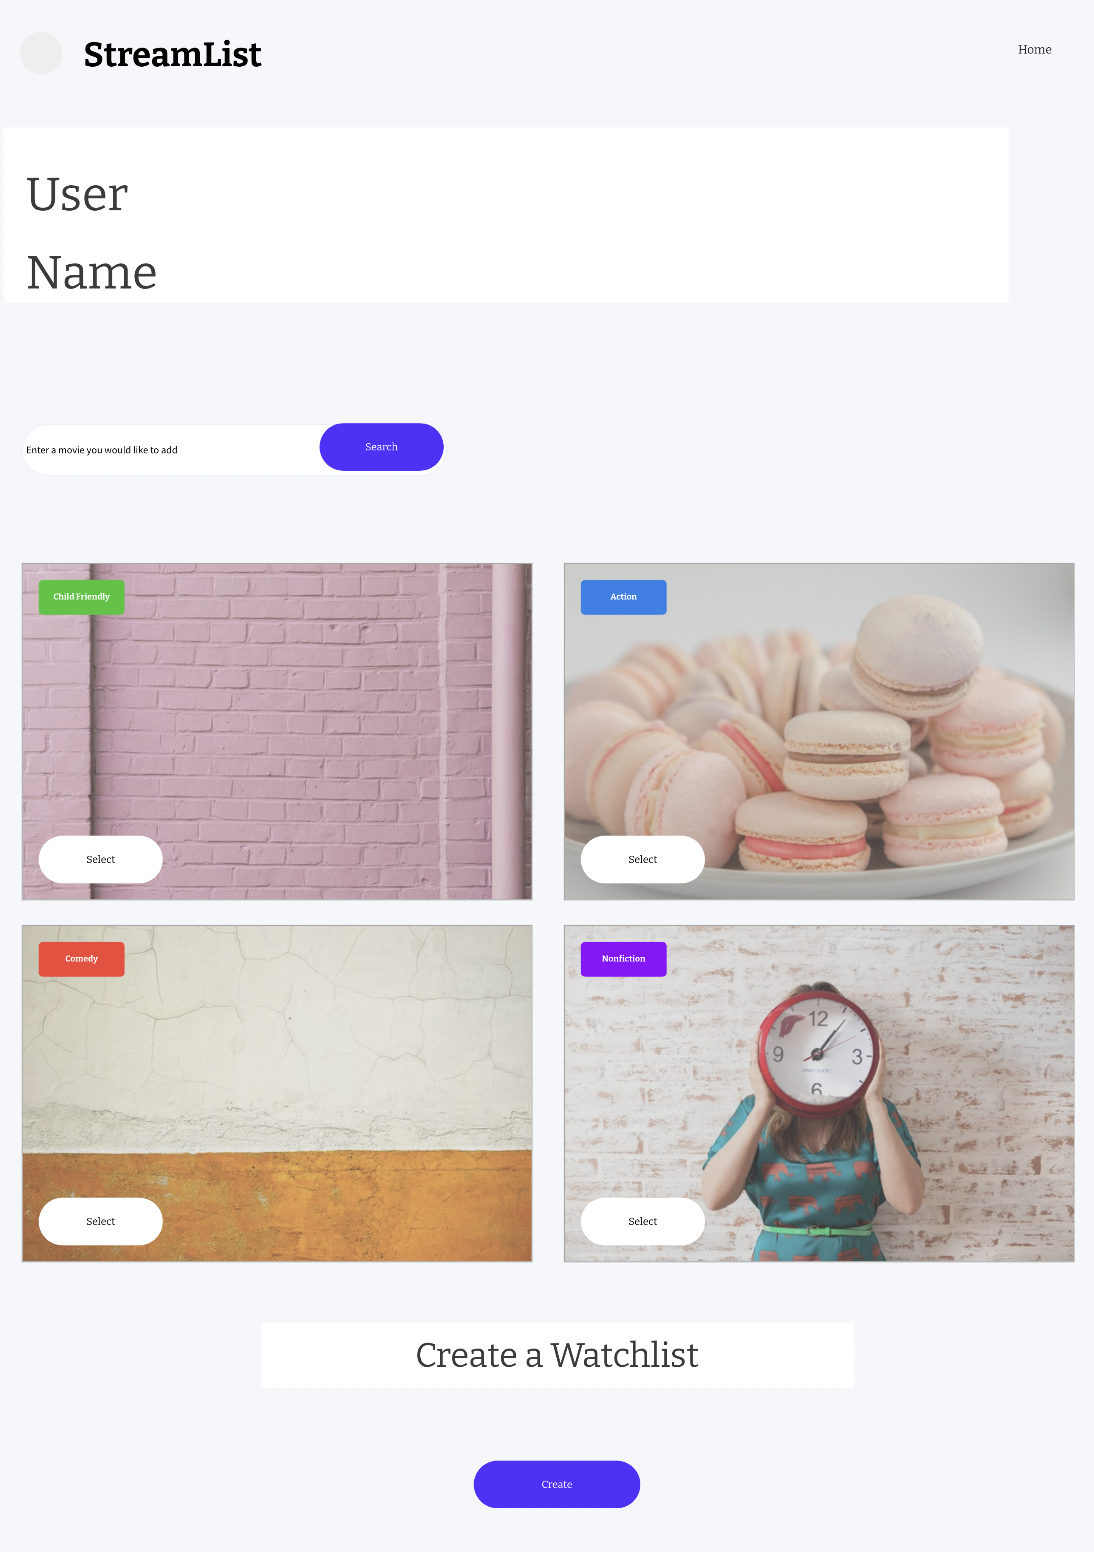 StreamList
Home
User
Name
Enter a movie you would like to add
Search
Child Friendly
Action
Select
Select
Comedy
Nonfiction
12
9
3
6
Select
Select
Create a Watchlist
Create